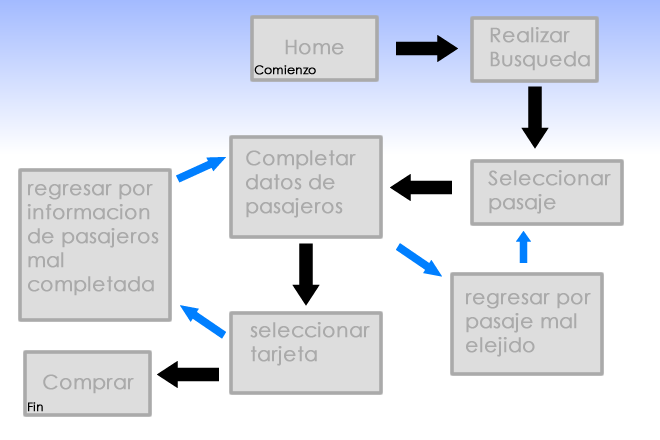 Home
Comienzo
Realizar
Busqueda
Completar
datos de
pasajeros
Seleccionar
pasaje
regresar por
informacion
de pasajeros
mal
completada
regresar por
pasaje mal
elejido
seleccionar
tarjeta
Comprar
Fin